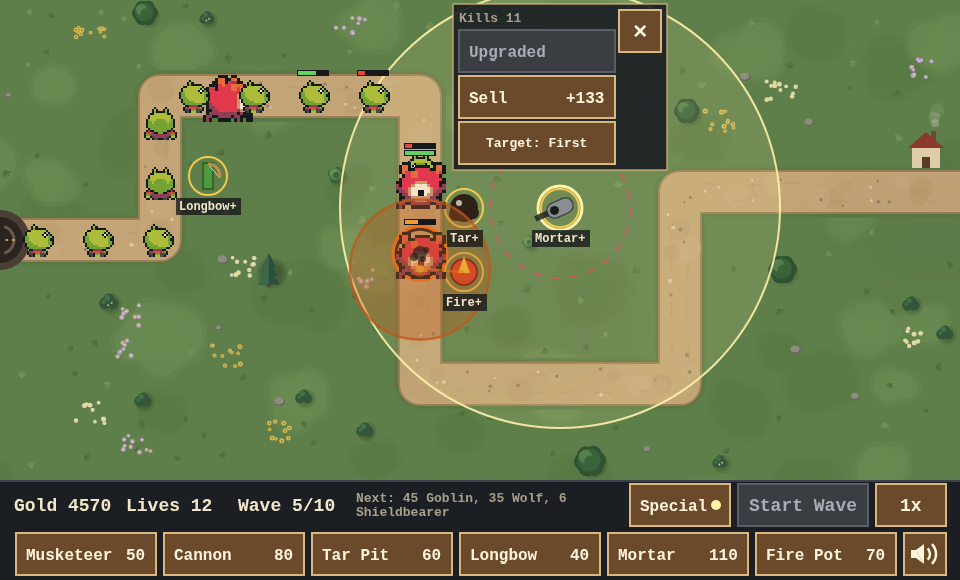 Kills 11
×
Upgraded
Sell +133
Target: First
Longbow+
Tar+
Mortar+
Fire+
Gold 4570 Lives 12 Wave 5/10
Next: 45 Goblin, 35 Wolf, 6
Shieldbearer
Special
Start Wave
1x
Musketeer 50
Cannon 80
Tar Pit 60
Longbow 40
Mortar 110
Fire Pot 70